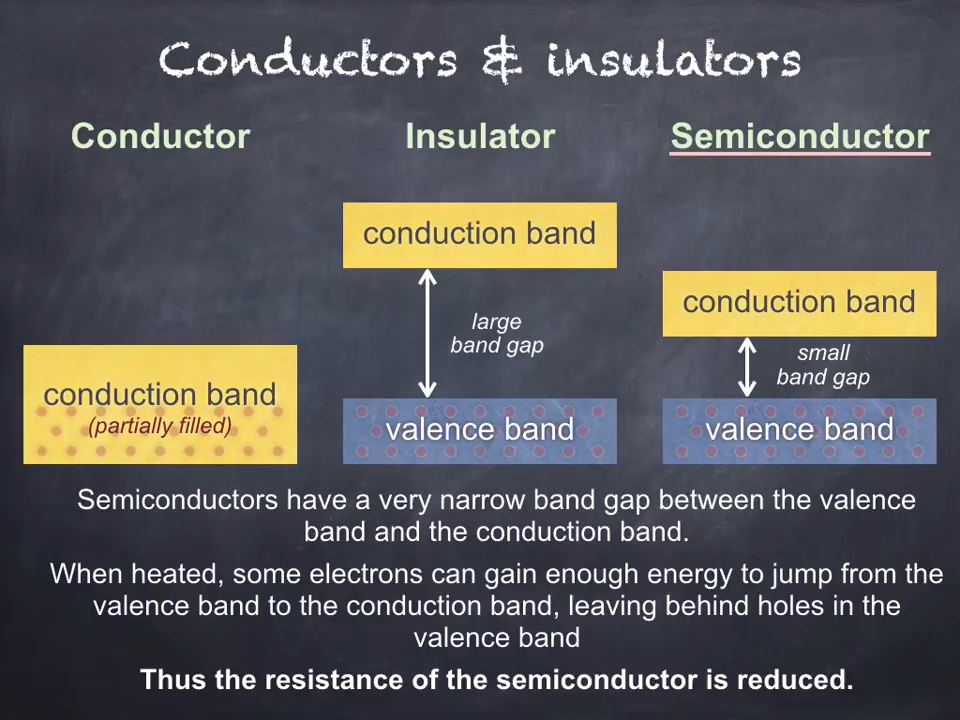 Conductors & insulators
Conductor
Insulator
Semiconductor
conduction band
(partially filled)
conduction band
large
band gap
valence band
conduction band
small
band gap
valence band
Semiconductors have a very narrow band gap between the valence
band and the conduction band.
When heated, some electrons can gain enough energy to jump from the
valence band to the conduction band, leaving behind holes in the
valence band
Thus the resistance of the semiconductor is reduced.